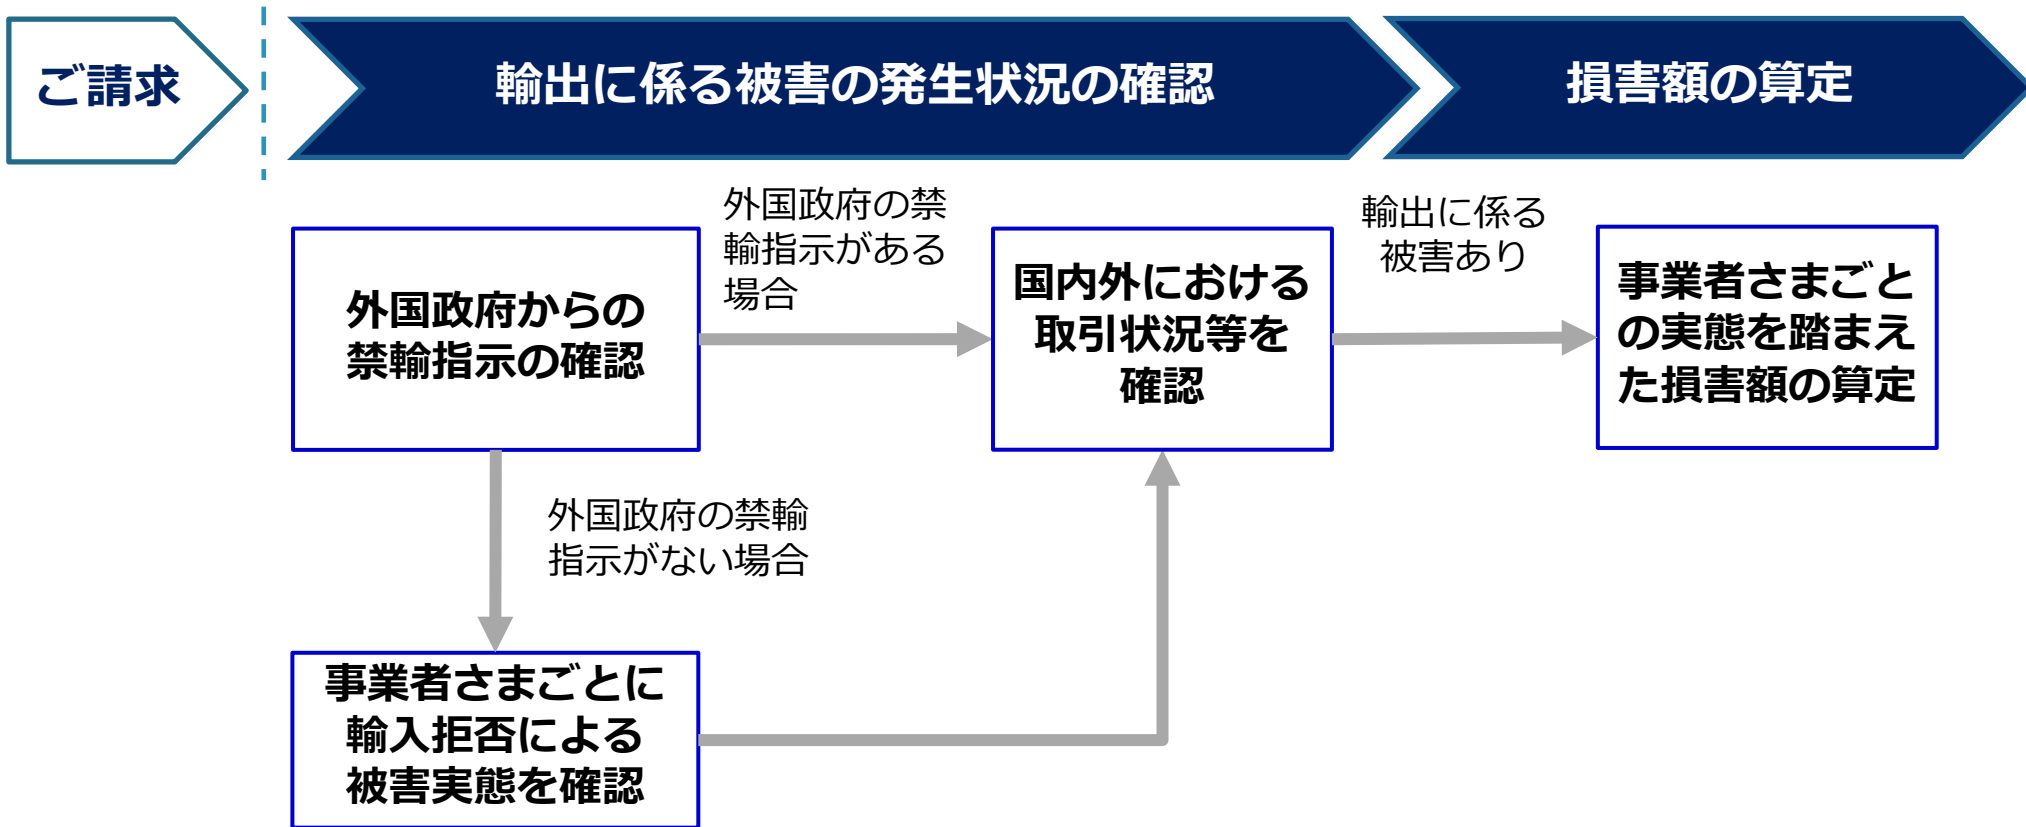 ご請求
輸出に係る被害の発生状況の確認
損害額の算定
外国政府からの
禁輸指示の確認
外国政府の禁
輸指示がある
場合
国内外における
取引状況等を
確認
輸出に係る
被害あり
事業者さまごと
の実態を踏まえ
た損害額の算定
外国政府の禁輸
指示がない場合
事業者さまごとに
輸入拒否による
被害実態を確認